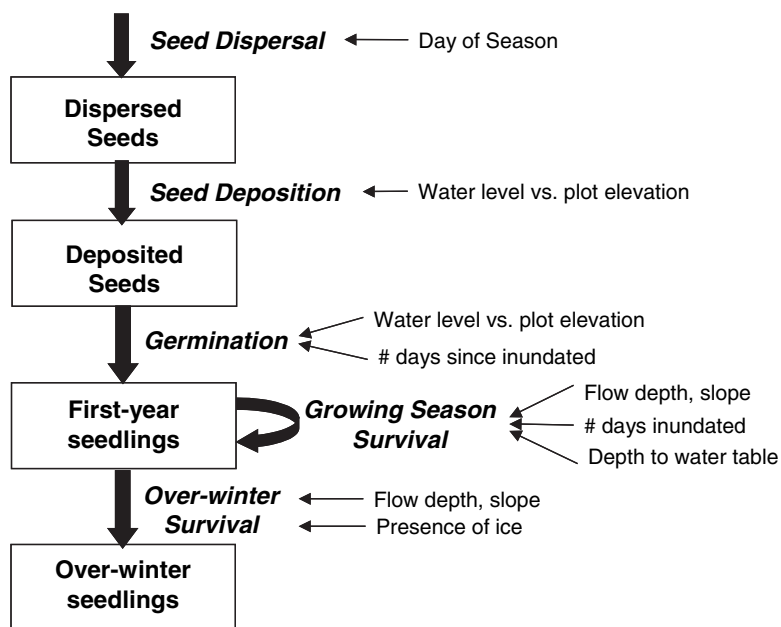 Seed Dispersal
Day of Season
Dispersed
Seeds
Seed Deposition
Water level vs. plot elevation
Deposited
Seeds
Germination
Water level vs. plot elevation
# days since inundated
First-year
seedlings
Growing Season
Survival
Flow depth, slope
# days inundated
Depth to water table
Over-winter
Survival
Flow depth, slope
Presence of ice
Over-winter
seedlings